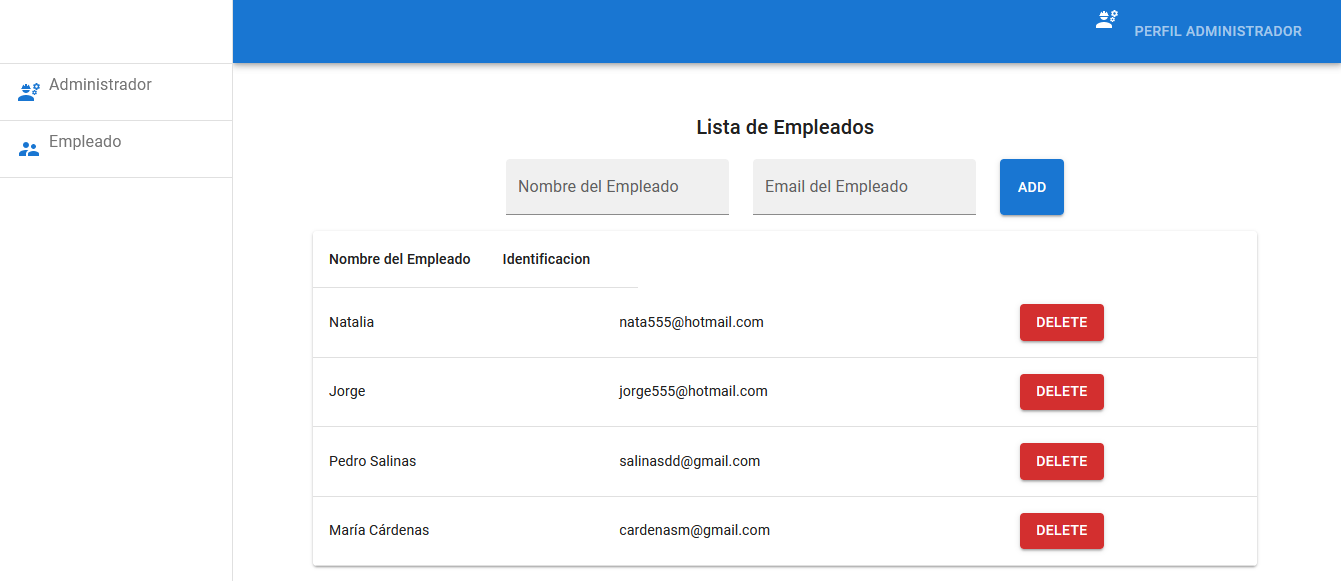 PERFIL ADMINISTRADOR
Administrador
Empleado
Lista de Empleados
Nombre del Empleado Email del Empleado ADD
Nombre del Empleado Identificacion
Natalia nata555@hotmail.com DELETE
Jorge jorge555@hotmail.com DELETE
Pedro Salinas salinasdd@gmail.com DELETE
María Cárdenas cardenasm@gmail.com DELETE